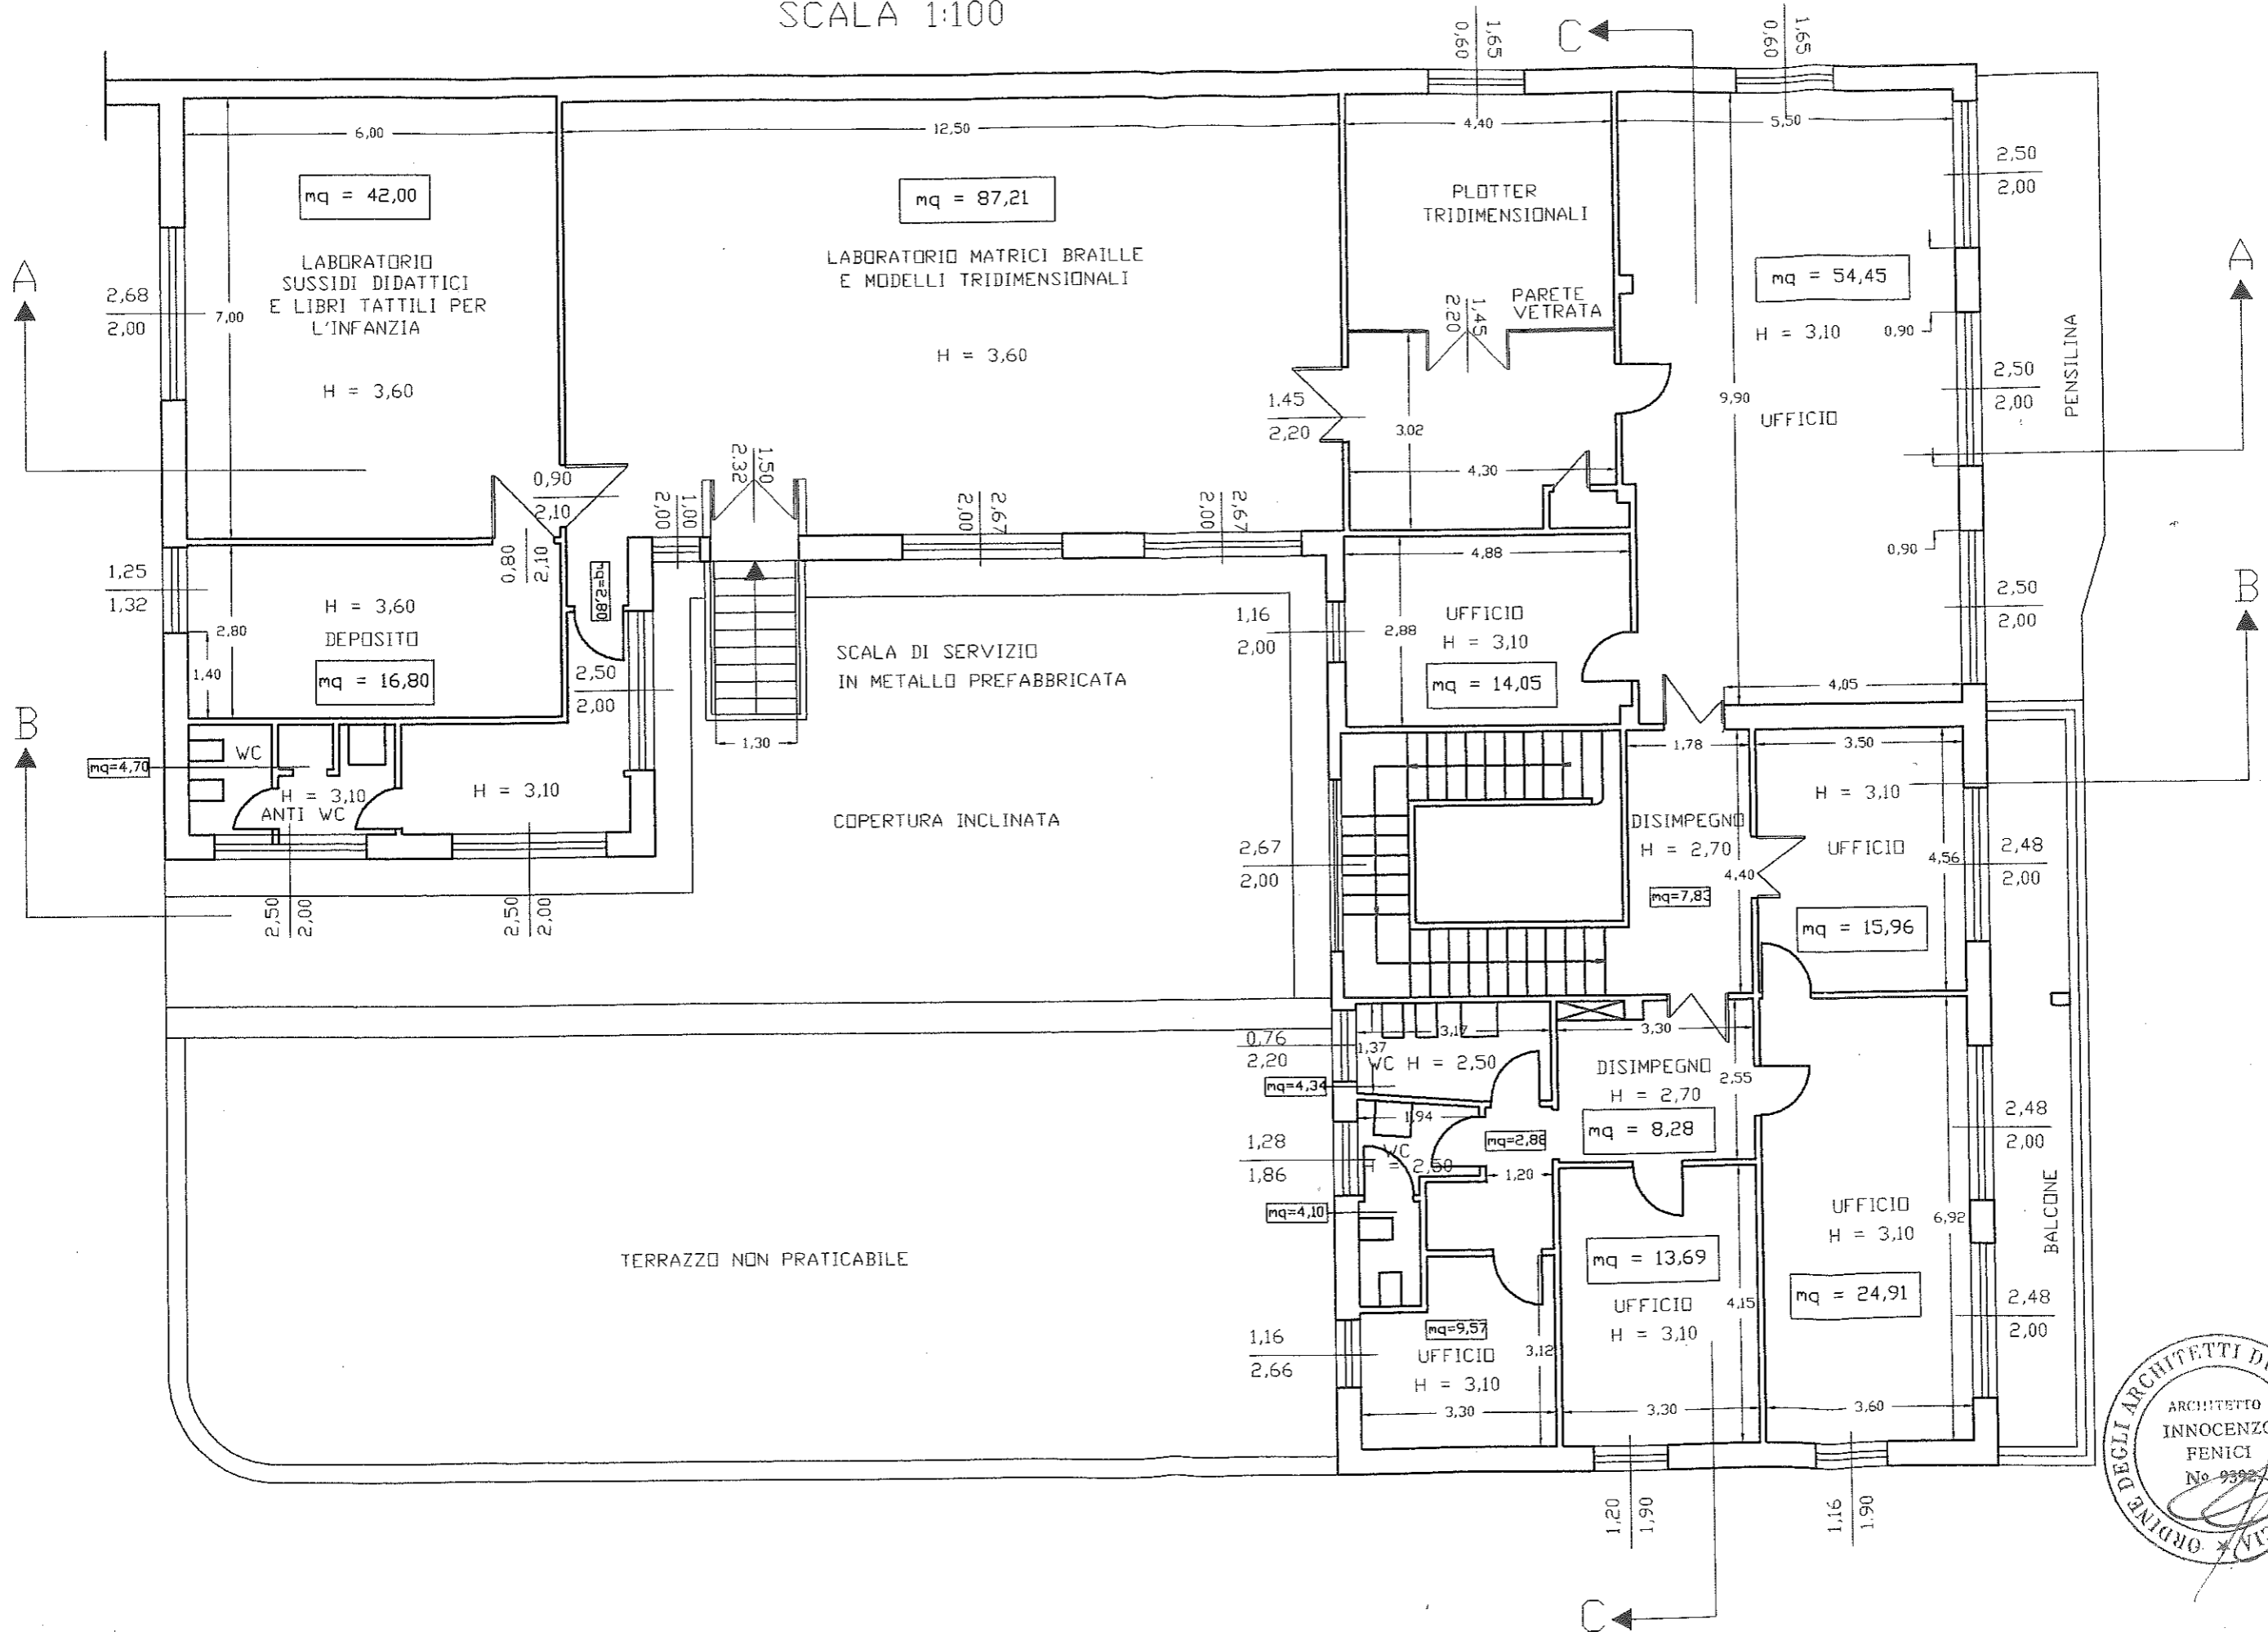 SCALA 1:100
0,60
1,65
C
0,60
1,65
6,00
12,50
4,40
5,50
mq = 42,00
LABORATORIO
SUSSIDI DIDATTICI
E LIBRI TATTILI PER
L'INFANZIA
H = 3,60
7,00
2,68
2,00
A
mq = 87,21
LABORATORIO MATRICI BRAILLE
E MODELLI TRIDIMENSIONALI
H = 3,60
PLOTTER
TRIDIMENSIONALI
PARETE
VETRATA
1,45
2,20
1.45
2,20
3,02
4,30
mq = 54,45
H = 3,10
0,90
9,90
UFFICIO
0,90
4,05
2,50
2,00
2,50
2,00
2,50
2,00
PENSILINA
A
B
0,90
2,10
0,80
2,10
2,00
1,00
2,32
1,50
2,00
2,67
2,00
2,67
1,25
1,32
H = 3,60
DEPOSITO
mq = 16,80
2,80
1,40
mq=2,80
2,50
2,00
1,30
SCALA DI SERVIZIO
IN METALLO PREFABBRICATA
COPERTURA INCLINATA
1,16
2,00
4,88
2,88
UFFICIO
H = 3,10
mq = 14,05
B
mq=4,70
WC
H = 3,10
ANTI WC
H = 3,10
2,50
2,00
2,50
2,00
2,67
2,00
1,78
DISIMPEGNO
H = 2,70
4,40
mq=7,83
3,50
H = 3,10
UFFICIO
4,56
mq = 15,96
2,48
2,00
0,76
2,20
1,37
3,17
WC H = 2,50
mq=4,34
3,30
DISIMPEGNO
H = 2,70
2,55
mq = 8,28
1,94
WC
H = 2,50
mq=2,88
1,20
1,28
1,86
mq=4,10
2,48
2,00
UFFICIO
H = 3,10
6,92
mq = 24,91
BALCONE
2,48
2,00
TERRAZZO NON PRATICABILE
mq = 13,69
UFFICIO
H = 3,10
4,15
1,16
2,66
mq=9,57
UFFICIO
H = 3,10
3,12
3,30
3,30
3,60
1,20
1,90
1,16
1.90
C
ORDINE DEGLI ARCHITETTI
ARCHITETTO
INNOCENZO
FENICI
No 9392